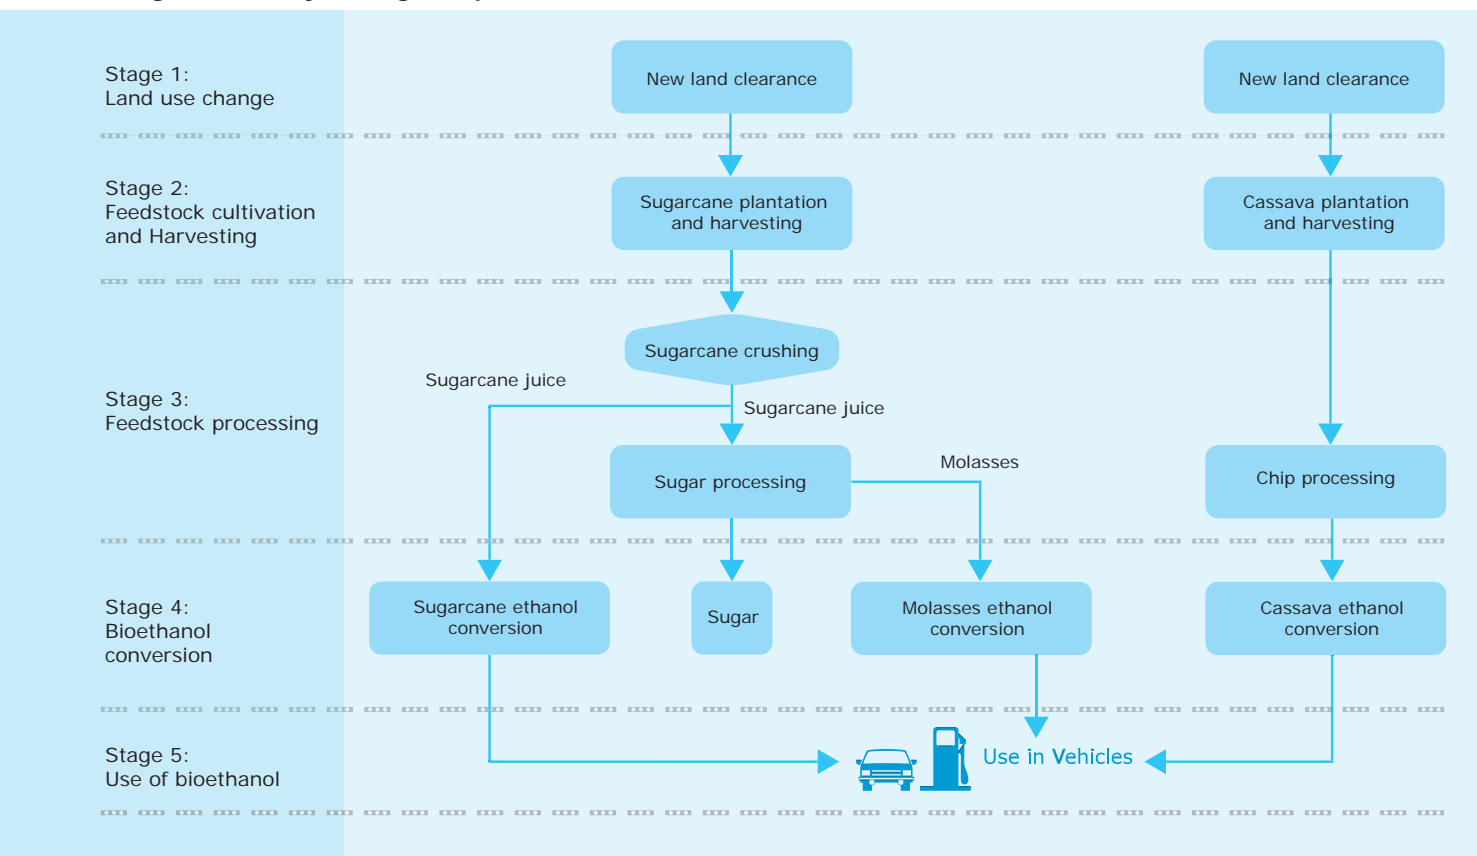 Stage 1:
Land use change
New land clearance
New land clearance
Stage 2:
Feedstock cultivation
and Harvesting
Sugarcane plantation
and harvesting
Cassava plantation
and harvesting
Sugarcane crushing
Sugarcane juice
Sugarcane juice
Stage 3:
Feedstock processing
Molasses
Sugar processing
Chip processing
Stage 4:
Bioethanol
conversion
Sugarcane ethanol
conversion
Sugar
Molasses ethanol
conversion
Cassava ethanol
conversion
Stage 5:
Use of bioethanol
Use in Vehicles